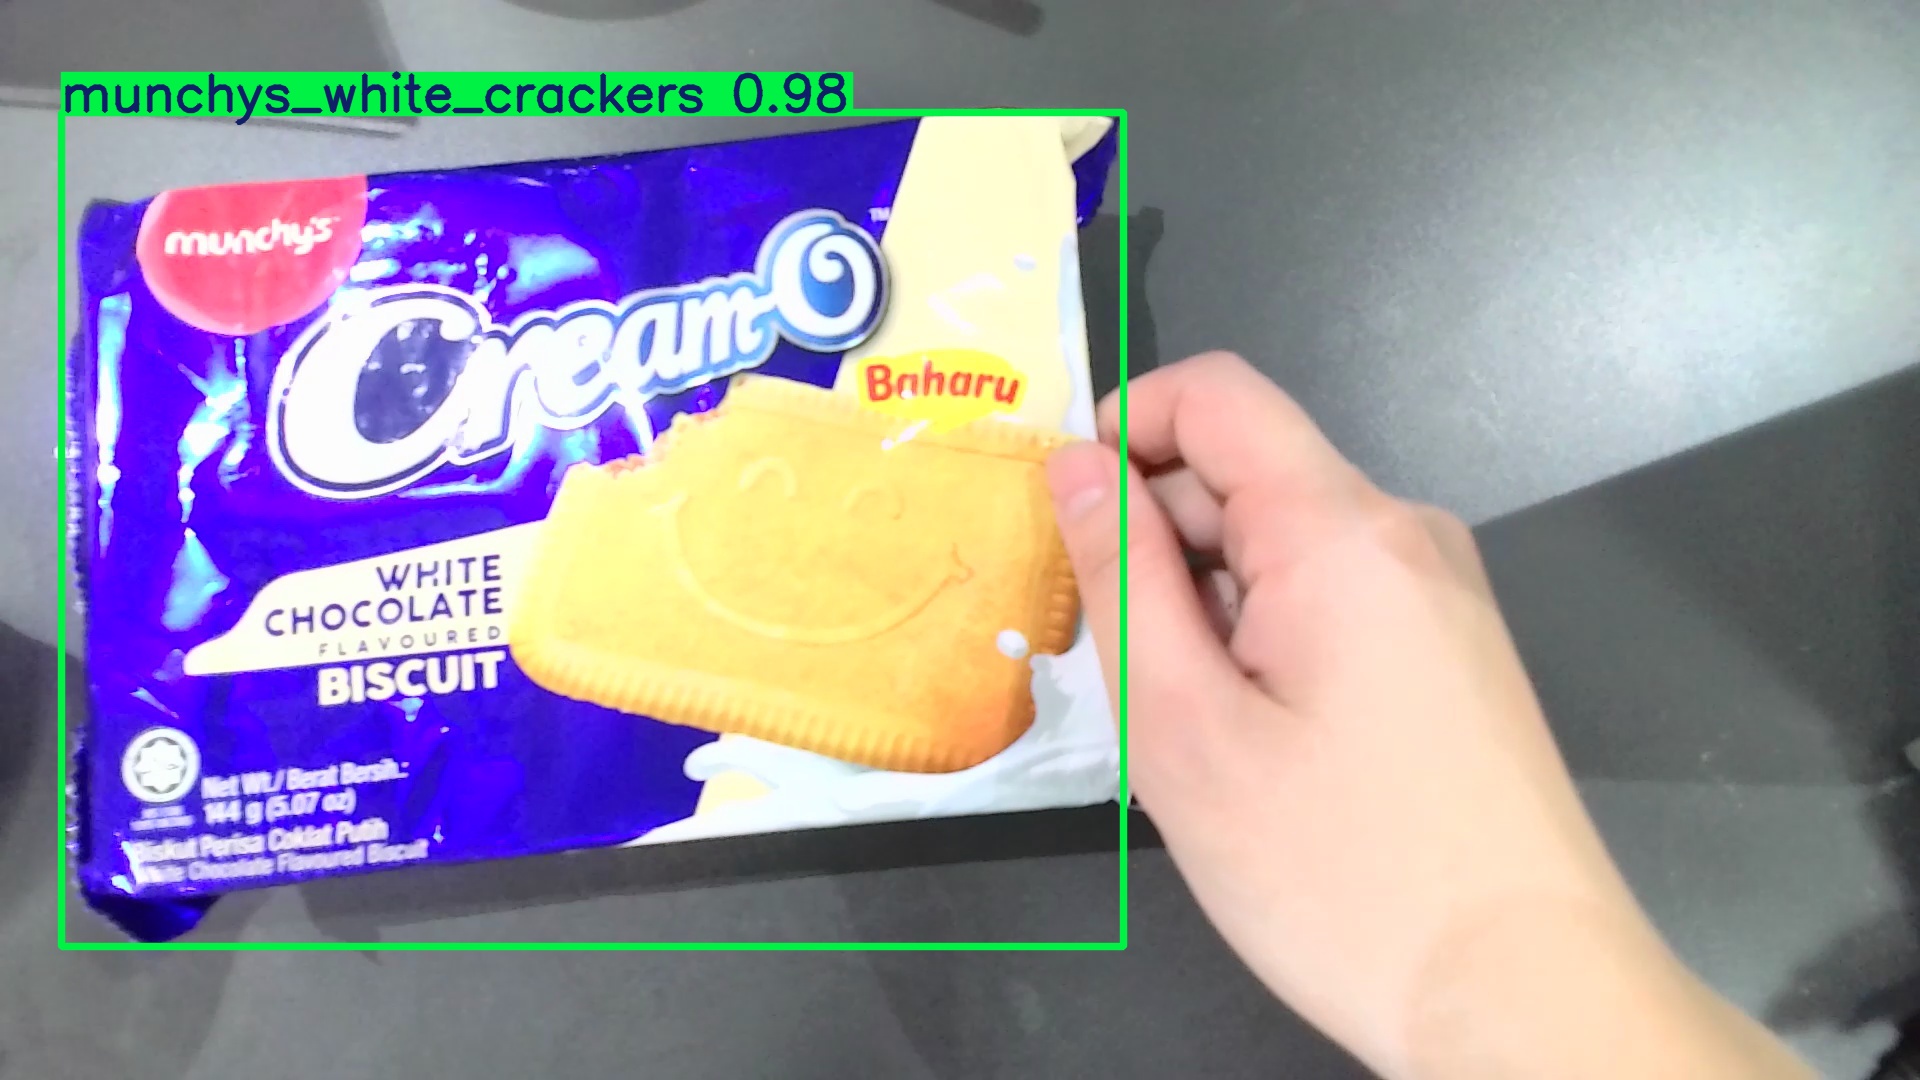 munchys_white_crackers 0.98
munchy's
Cream-O
TM
Baharu
WHITE
CHOCOLATE
FLAVOURED
BISCUIT
Net Wt./ Berat Bersih.:
144 g (5.07 oz)
Biskut Perisa Coklat Putih
White Chocolate Flavoured Biscuit